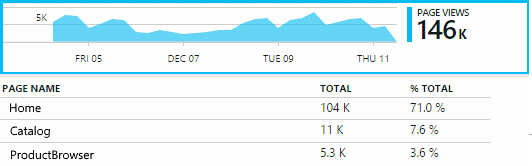 5K
PAGE VIEWS
146 K
FRI 05 DEC 07 TUE 09 THU 11
PAGE NAME TOTAL % TOTAL
Home 104 K 71.0 %
Catalog 11 K 7.6 %
ProductBrowser 5.3 K 3.6 %